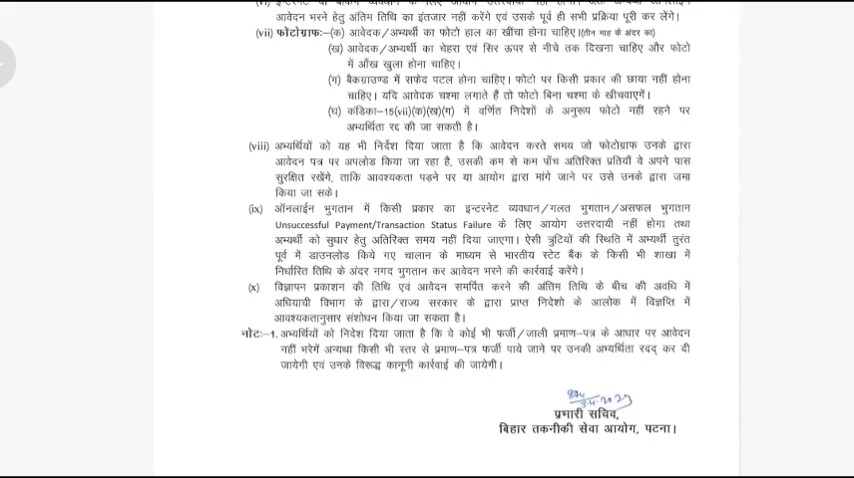 आवेदन भरने हेतु अंतिम तिथि का इंतजार नहीं करेंगे एवं उसके पूर्व ही सभी प्रक्रिया पूरी कर लेंगे।
(vii) फोटोग्राफः–(क) आवेदक/अभ्यर्थी का फोटो हाल का खींचा होना चाहिए।(तीन माह के अंदर का)
(ख) आवेदक/अभ्यर्थी का चेहरा एवं सिर ऊपर से नीचे तक दिखना चाहिए और फोटो
में आँख खुला होना चाहिए।
(ग) बैकग्राउण्ड में सफेद पटल होना चाहिए। फोटो पर किसी प्रकार की छाया नहीं होना
चाहिए। यदि आवेदक चश्मा लगाते हैं तो फोटो बिना चश्मा के खीचवाएगें।
(घ) कंडिका–15(vii)(क)(ख)(ग) में वर्णित निदेशों के अनुरूप फोटो नहीं रहने पर
अभ्यर्थिता रद्द की जा सकती है।
(viii) अभ्यर्थियों को यह भी निर्देश दिया जाता है कि आवेदन करते समय जो फोटोग्राफ उनके द्वारा
आवेदन पत्र पर अपलोड किया जा रहा है, उसकी कम से कम पाँच अतिरिक्त प्रतियाँ वे अपने पास
सुरक्षित रखेंगे, ताकि आवश्यकता पड़ने पर या आयोग द्वारा मांगे जाने पर उसे उनके द्वारा जमा
किया जा सके।
(ix) ऑनलाईन भुगतान में किसी प्रकार का इन्टरनेट व्यवधान/गलत भुगतान/असफल भुगतान
Unsuccessful Payment/Transaction Status Failure के लिए आयोग उत्तरदायी नहीं होगा तथा
अभ्यर्थी को सुधार हेतु अतिरिक्त समय नहीं दिया जाएगा। ऐसी त्रुटियों की स्थिति में अभ्यर्थी तुरंत
पूर्व में डाउनलोड किये गए चालान के माध्यम से भारतीय स्टेट बैंक के किसी भी शाखा में
निर्धारित तिथि के अंदर नगद भुगतान कर आवेदन भरने की कार्रवाई करेंगे।
(x) विज्ञापन प्रकाशन की तिथि एवं आवेदन समर्पित करने की अंतिम तिथि के बीच की अवधि में
अधियाची विभाग के द्वारा/राज्य सरकार के द्वारा प्राप्त निदेशो के आलोक में विज्ञप्ति में
आवश्यकतानुसार संशोधन किया जा सकता है।
नोटः–1. अभ्यर्थियों को निदेश दिया जाता है कि वे कोई भी फर्जी/जाली प्रमाण–पत्र के आधार पर आवेदन
नहीं भरेगें अन्यथा किसी भी स्तर से प्रमाण–पत्र फर्जी पाये जाने पर उनकी अभ्यर्थिता रदद् कर दी
जायेगी एवं उनके विरूद्ध कानूनी कार्रवाई की जायेगी।
प्रभारी सचिव,
बिहार तकनीकी सेवा आयोग, पटना।